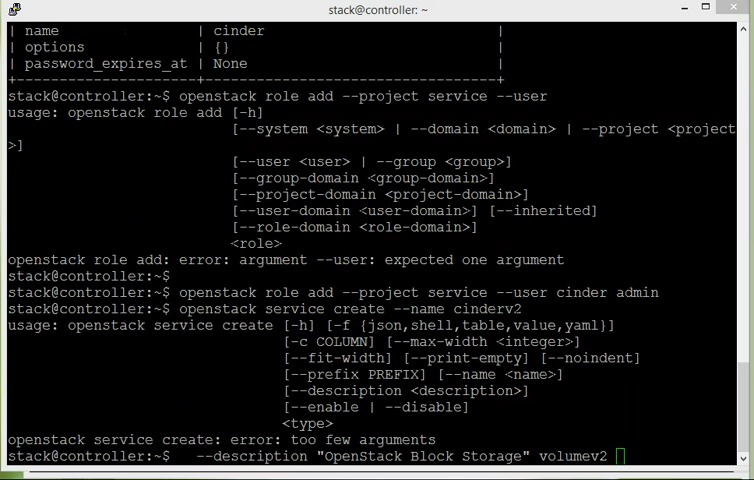 stack@controller: ~
| name | cinder |
| options | {} |
| password_expires_at | None |
+---------------------+----------------------------------+
stack@controller:~$ openstack role add --project service --user
usage: openstack role add [-h]
[--system <system> | --domain <domain> | --project <project
>]
[--user <user> | --group <group>]
[--group-domain <group-domain>]
[--project-domain <project-domain>]
[--user-domain <user-domain>] [--inherited]
[--role-domain <role-domain>]
<role>
openstack role add: error: argument --user: expected one argument
stack@controller:~$
stack@controller:~$ openstack role add --project service --user cinder admin
stack@controller:~$ openstack service create --name cinderv2
usage: openstack service create [-h] [-f {json,shell,table,value,yaml}]
[-c COLUMN] [--max-width <integer>]
[--fit-width] [--print-empty] [--noindent]
[--prefix PREFIX] [--name <name>]
[--description <description>]
[--enable | --disable]
<type>
openstack service create: error: too few arguments
stack@controller:~$ --description "OpenStack Block Storage" volumev2